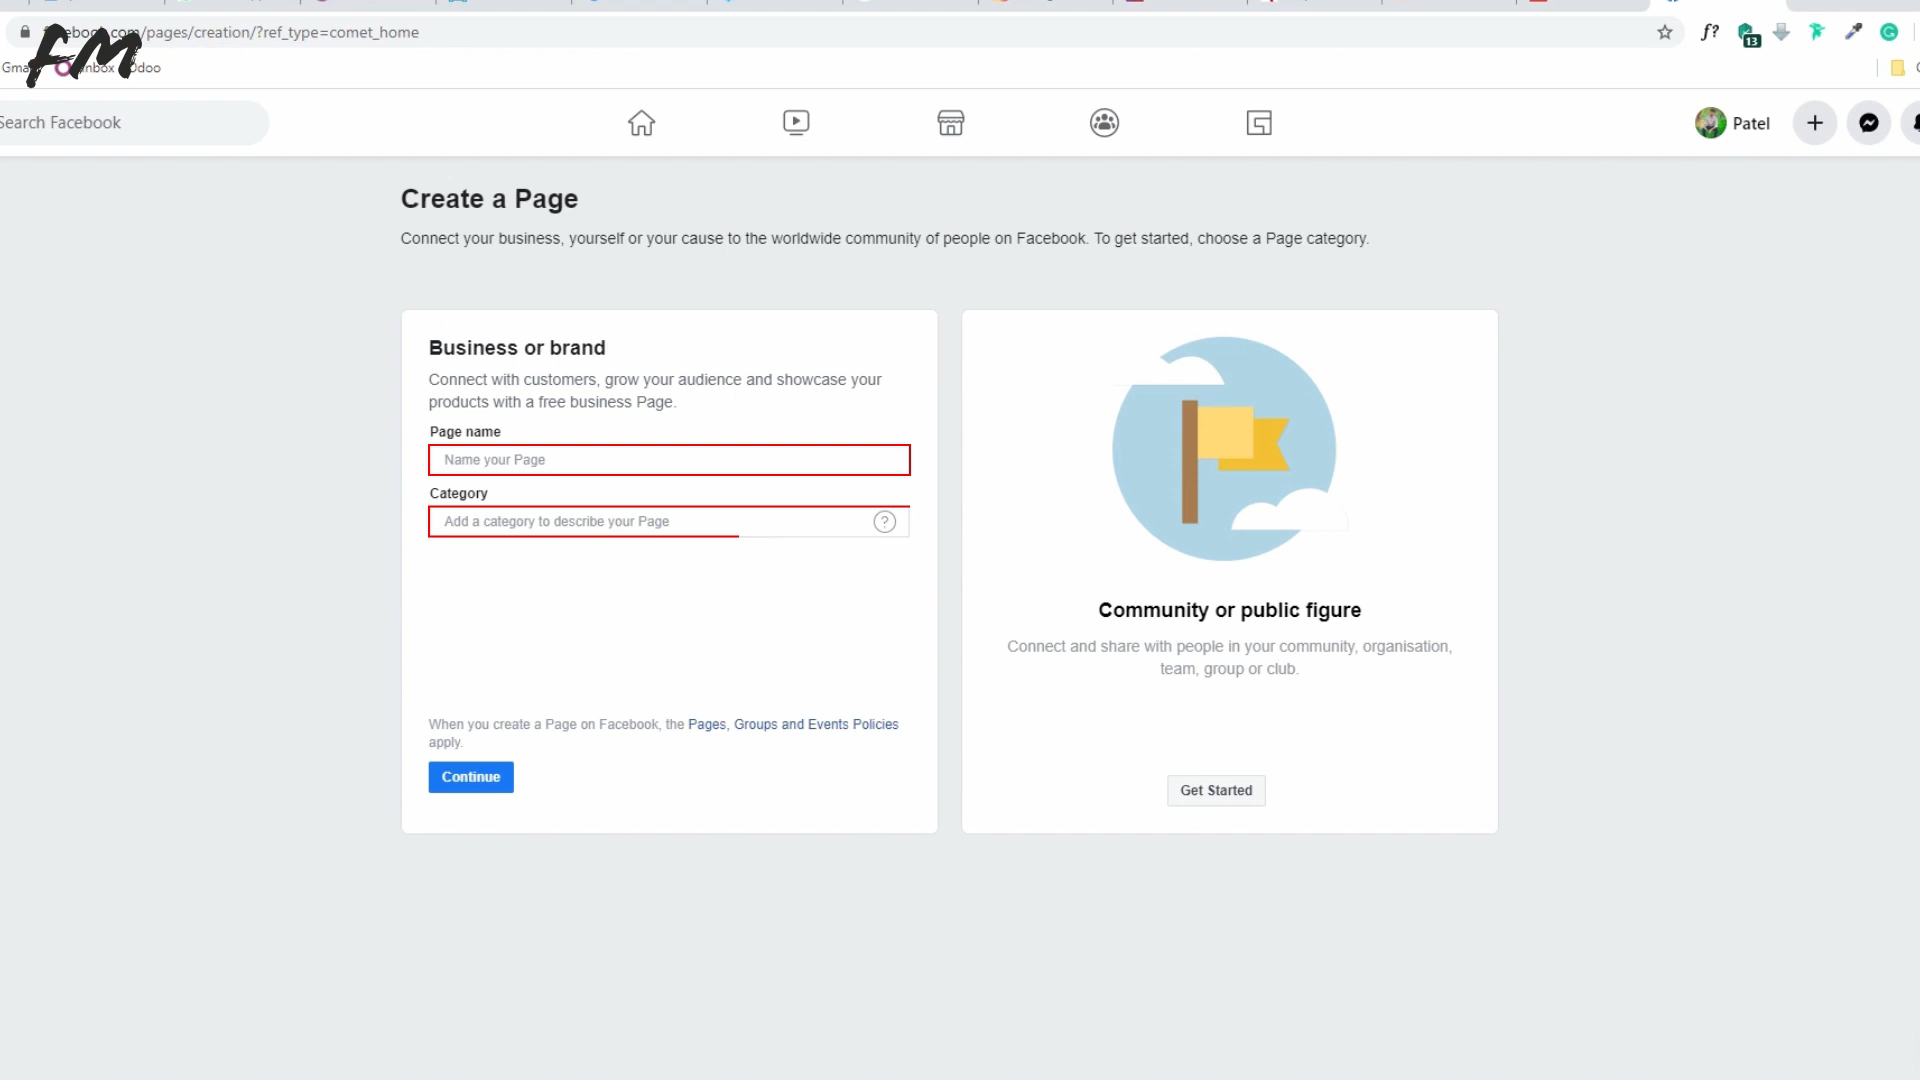 /pages/creation/?ref_type=comet_home
f?
13
FM
Odoo
Search Facebook
Patel
Create a Page
Connect your business, yourself or your cause to the worldwide community of people on Facebook. To get started, choose a Page category.
Business or brand
Connect with customers, grow your audience and showcase your
products with a free business Page.
Page name
Name your Page
Category
Add a category to describe your Page
?
When you create a Page on Facebook, the Pages, Groups and Events Policies
apply.
Continue
Community or public figure
Connect and share with people in your community, organisation,
team, group or club.
Get Started